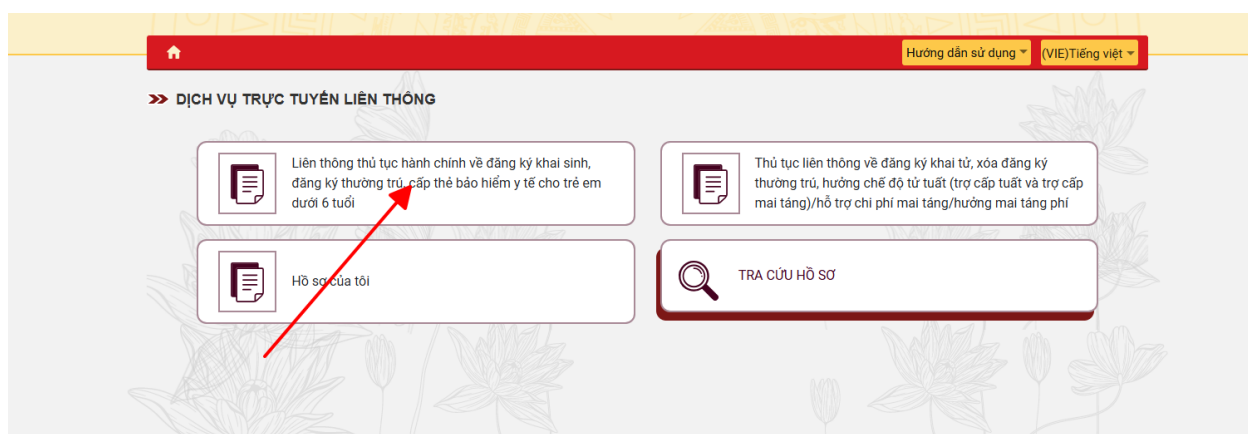 Hướng dẫn sử dụng
(VIE)Tiếng việt
DỊCH VỤ TRỰC TUYẾN LIÊN THÔNG
Liên thông thủ tục hành chính về đăng ký khai sinh,
đăng ký thường trú, cấp thẻ bảo hiểm y tế cho trẻ em
dưới 6 tuổi
Thủ tục liên thông về đăng ký khai tử, xóa đăng ký
thường trú, hưởng chế độ tử tuất (trợ cấp tuất và trợ cấp
mai táng)/hỗ trợ chi phí mai táng/hưởng mai táng phí
Hồ sơ của tôi
TRA CỨU HỒ SƠ